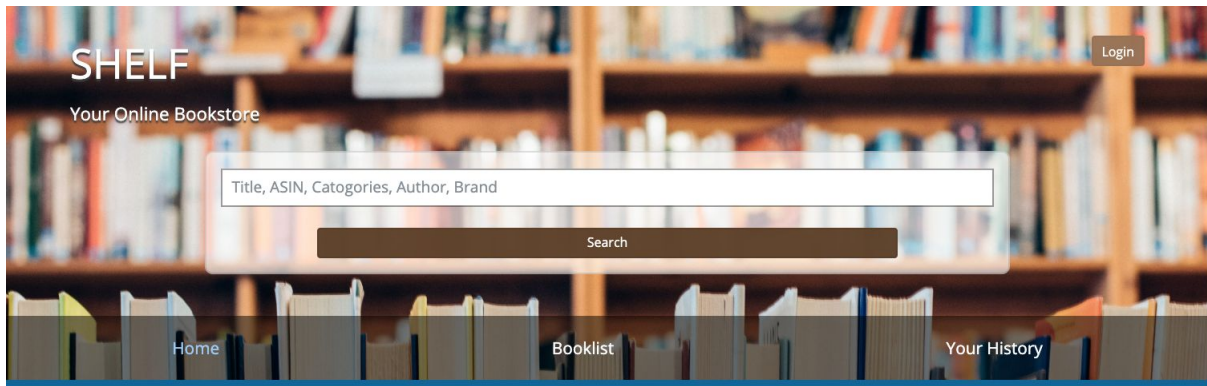 SHELF
Login
Your Online Bookstore
Title, ASIN, Catogories, Author, Brand
Search
Home Booklist Your History